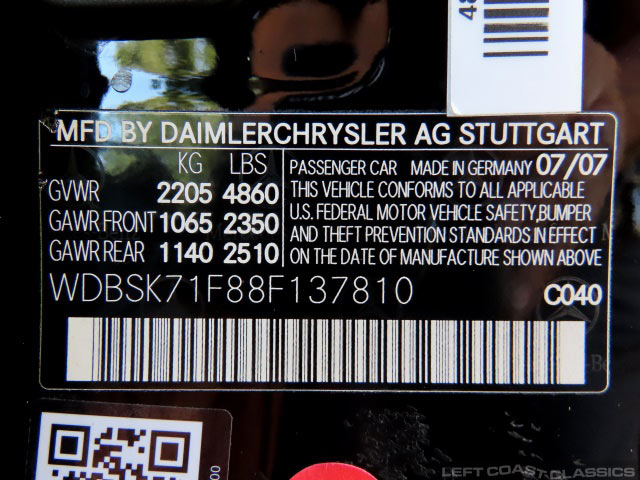 48
MFD BY DAIMLERCHRYSLER AG STUTTGART
KG LBS
GVWR 2205 4860
GAWR FRONT 1065 2350
GAWR REAR 1140 2510
PASSENGER CAR MADE IN GERMANY 07/07
THIS VEHICLE CONFORMS TO ALL APPLICABLE
U.S. FEDERAL MOTOR VEHICLE SAFETY,BUMPER
AND THEFT PREVENTION STANDARDS IN EFFECT
ON THE DATE OF MANUFACTURE SHOWN ABOVE
WDBSK71F88F137810 C040
LEFT COAST CLASSICS